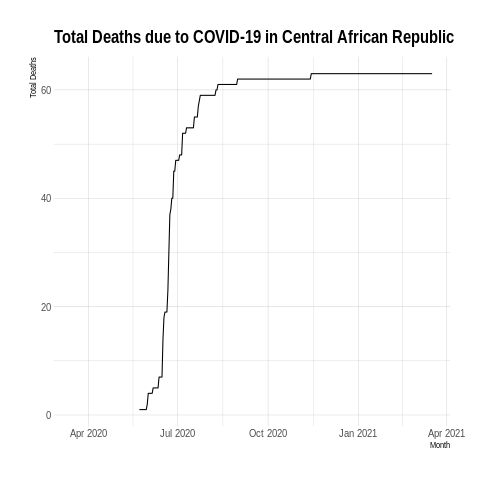 Total Deaths due to COVID-19 in Central African Republic
Total Deaths
60
40
20
0
Apr 2020 Jul 2020 Oct 2020 Jan 2021 Apr 2021
Month